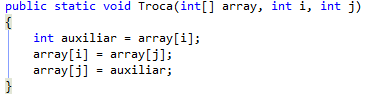 public static void Troca(int[] array, int i, int j)
{
    int auxiliar = array[i];
    array[i] = array[j];
    array[j] = auxiliar;
}